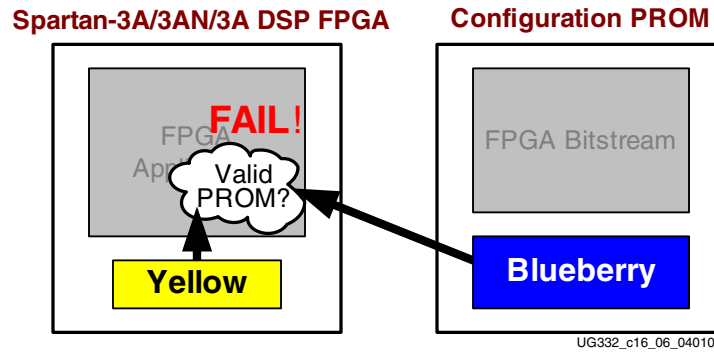 Spartan-3A/3AN/3A DSP FPGA
Configuration PROM
FAIL!
FPGA
Valid
PROM?
Yellow
FPGA Bitstream
Blueberry
UG332_c16_06_04010